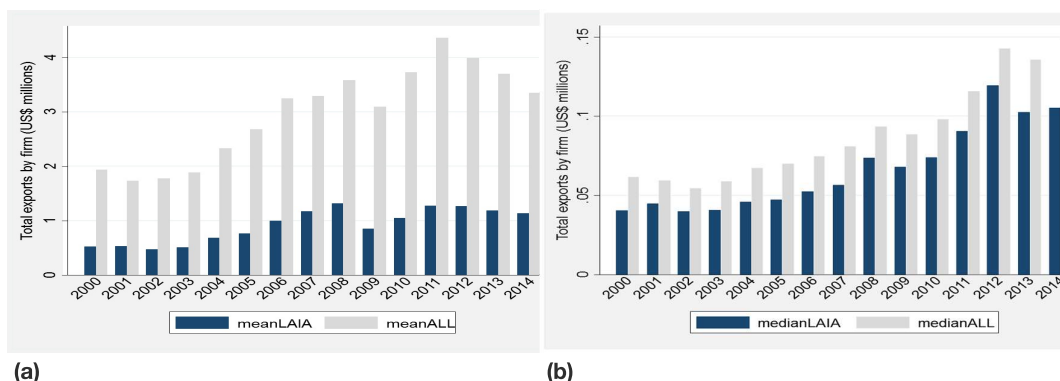 Total exports by firm (US$ millions)
4
3
2
1
0
2000 2001 2002 2003 2004 2005 2006 2007 2008 2009 2010 2011 2012 2013 2014
meanLAIA meanALL
(a)
Total exports by firm (US$ millions)
.15
.1
0.05
0
2000 2001 2002 2003 2004 2005 2006 2007 2008 2009 2010 2011 2012 2013 2014
medianLAIA medianALL
(b)